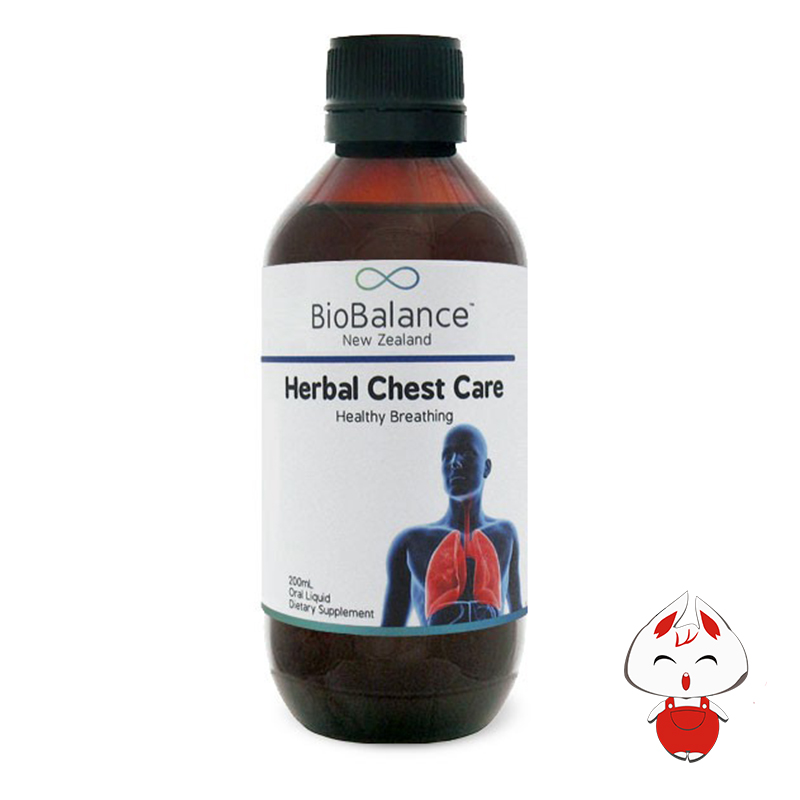 BioBalance™
New Zealand
Herbal Chest Care
Healthy Breathing
200mL
Oral Liquid
Dietary Supplement